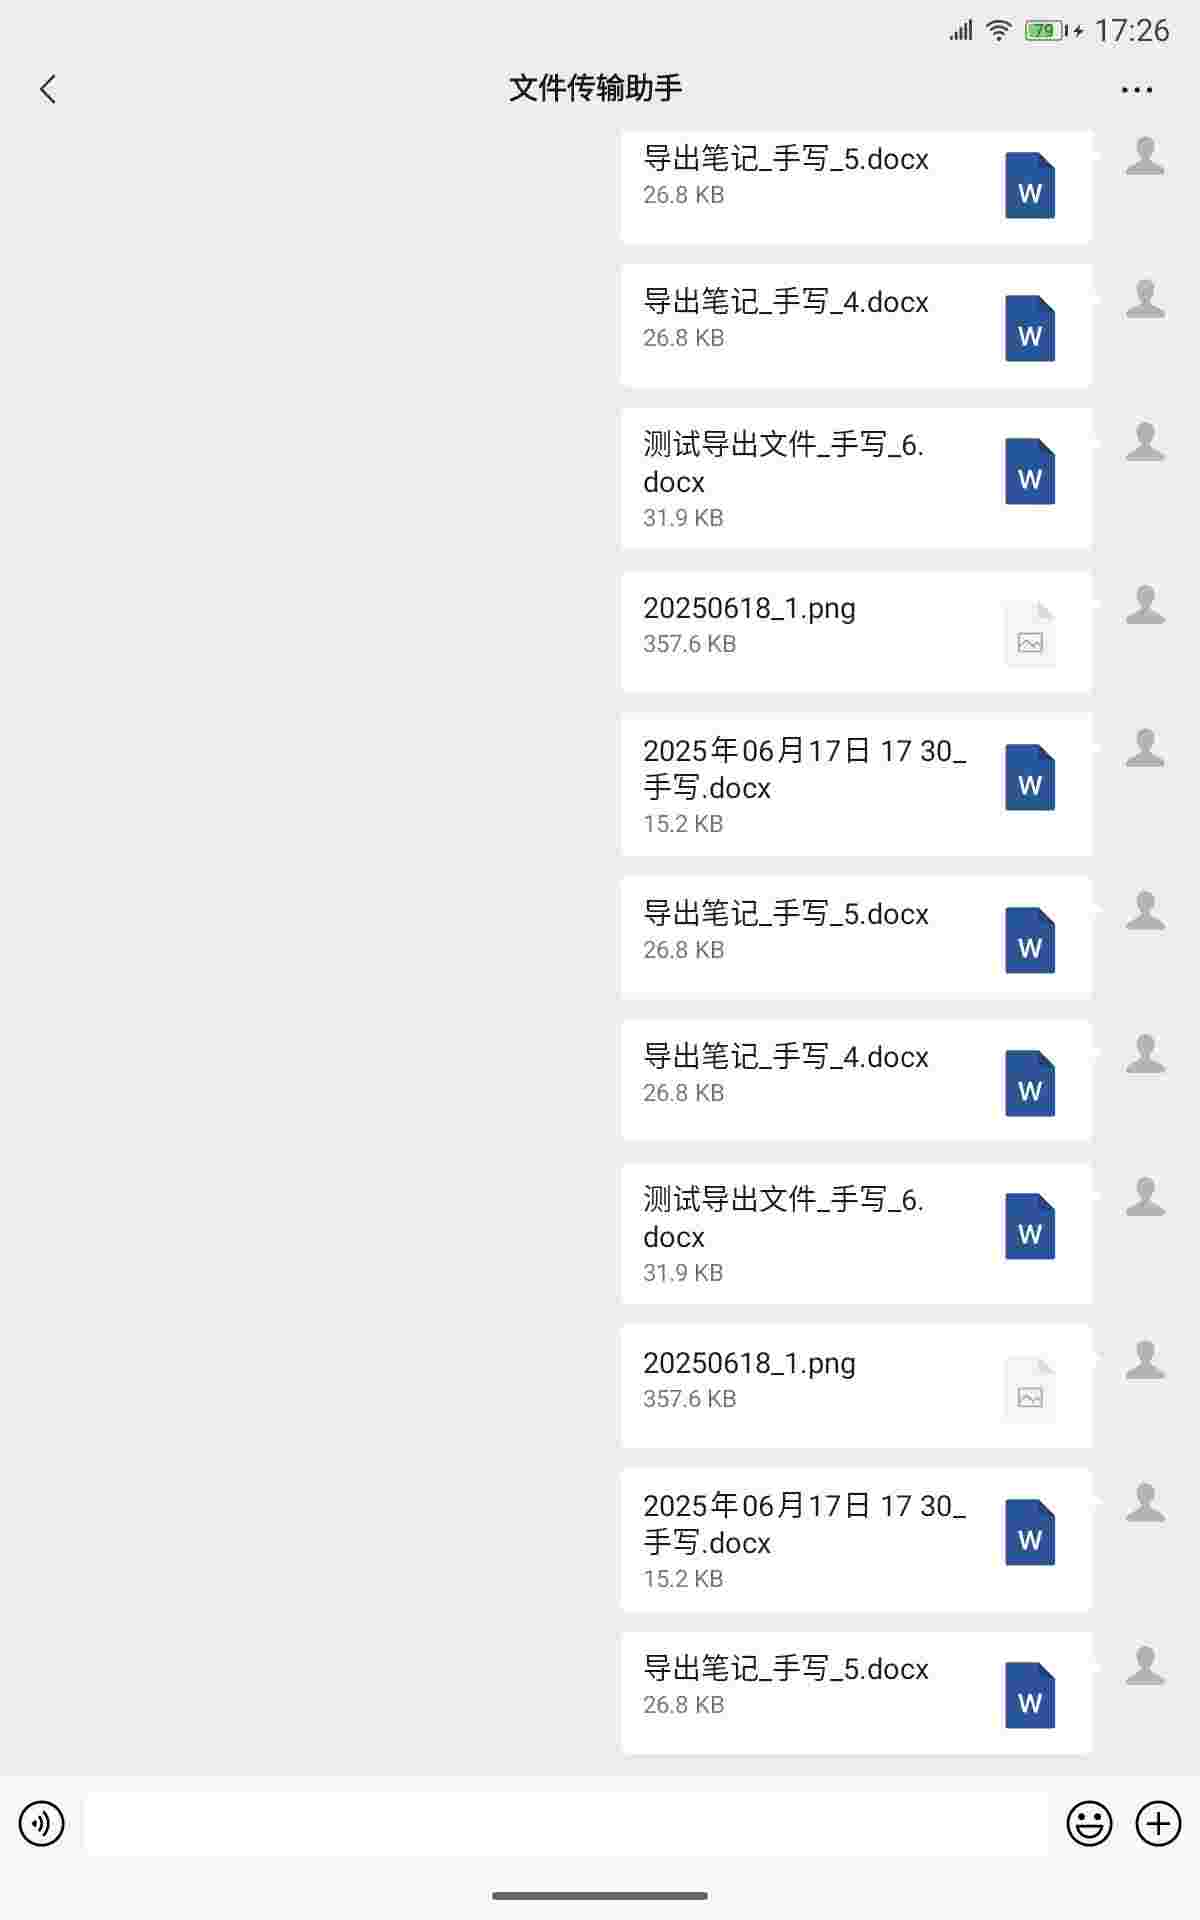 79 17:26
文件传输助手
导出笔记_手写_5.docx
26.8 KB
W
导出笔记_手写_4.docx
26.8 KB
W
测试导出文件_手写_6.
docx
31.9 KB
W
20250618_1.png
357.6 KB
2025年06月17日 17 30_
手写.docx
15.2 KB
W
导出笔记_手写_5.docx
26.8 KB
W
导出笔记_手写_4.docx
26.8 KB
W
测试导出文件_手写_6.
docx
31.9 KB
W
20250618_1.png
357.6 KB
2025年06月17日 17 30_
手写.docx
15.2 KB
W
导出笔记_手写_5.docx
26.8 KB
W